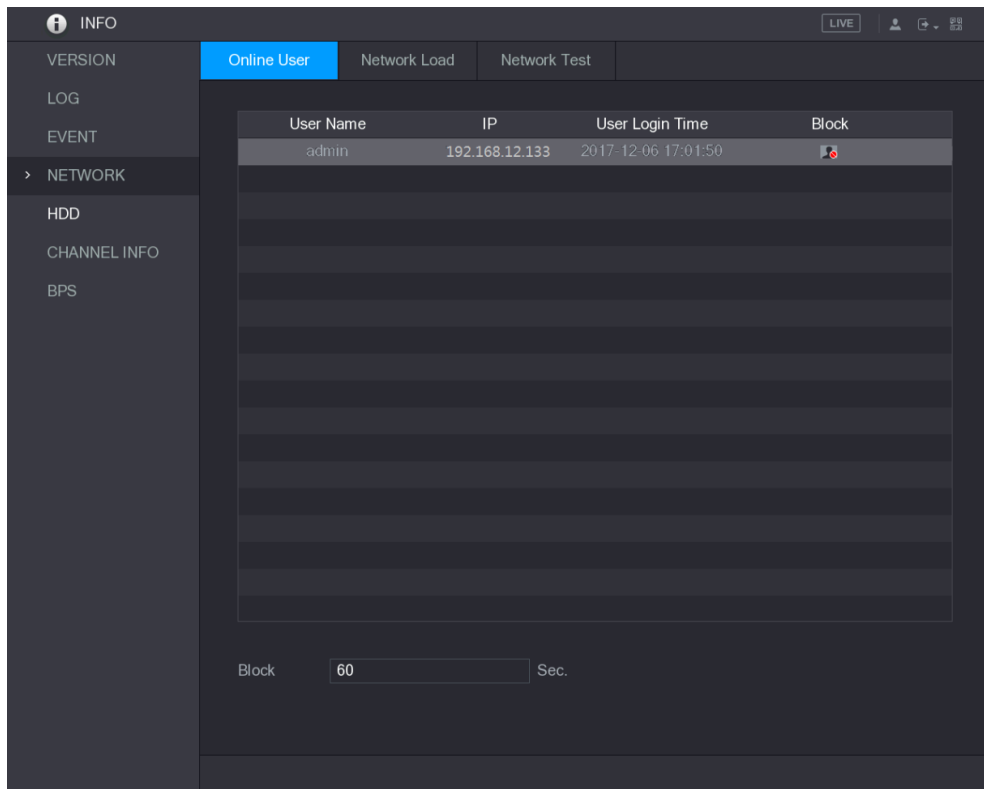 INFO
LIVE
VERSION
LOG
EVENT
NETWORK
HDD
CHANNEL INFO
BPS
Online User Network Load Network Test
User Name IP User Login Time Block
admin 192.168.12.133 2017-12-06 17:01:50
Block 60 Sec.